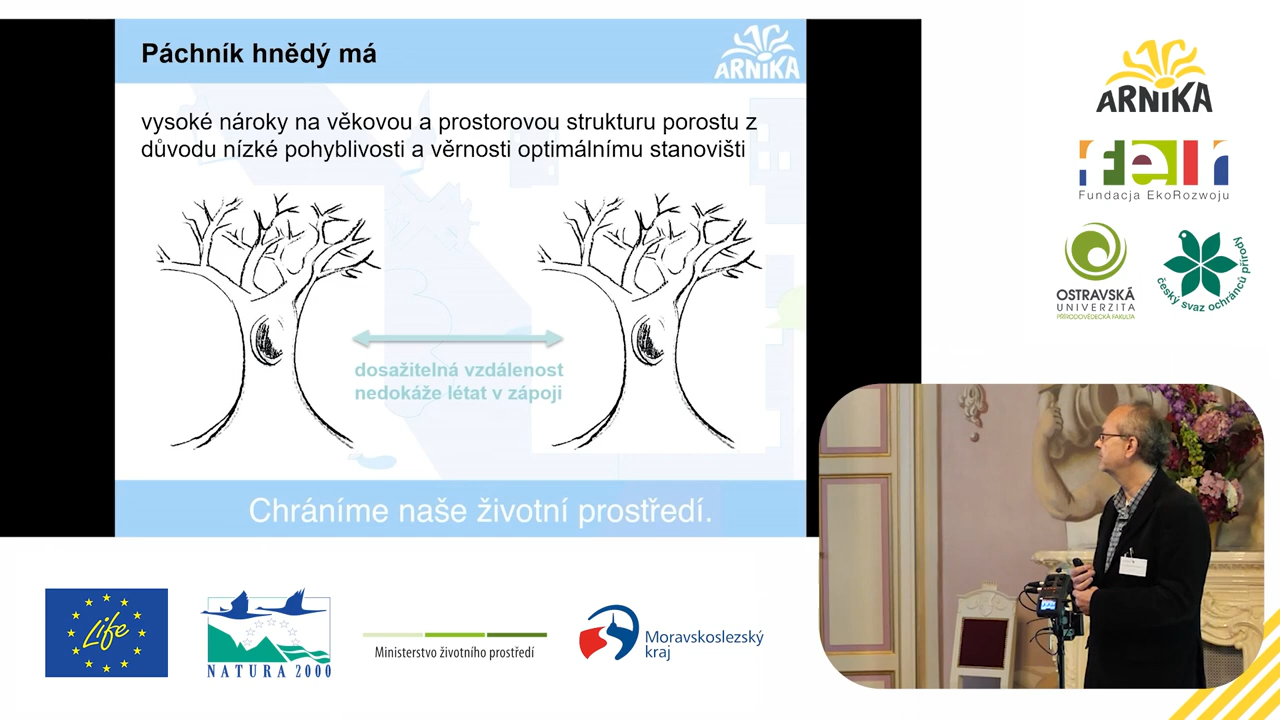 Páchník hnědý má
ARNIKA
vysoké nároky na věkovou a prostorovou strukturu porostu z
důvodu nízké pohyblivosti a věrnosti optimálnímu stanovišti
dosažitelná vzdálenost
nedokáže létat v zápoji
Chráníme naše životní prostředí.
ARNIKA
feri
Fundacja EkoRozwoju
OSTRAVSKÁ
UNIVERZITA
PŘÍRODOVĚDECKÁ FAKULTA
český svaz ochránců přírody
Life
NATURA 2000
Ministerstvo životního prostředí
Moravskoslezský
kraj